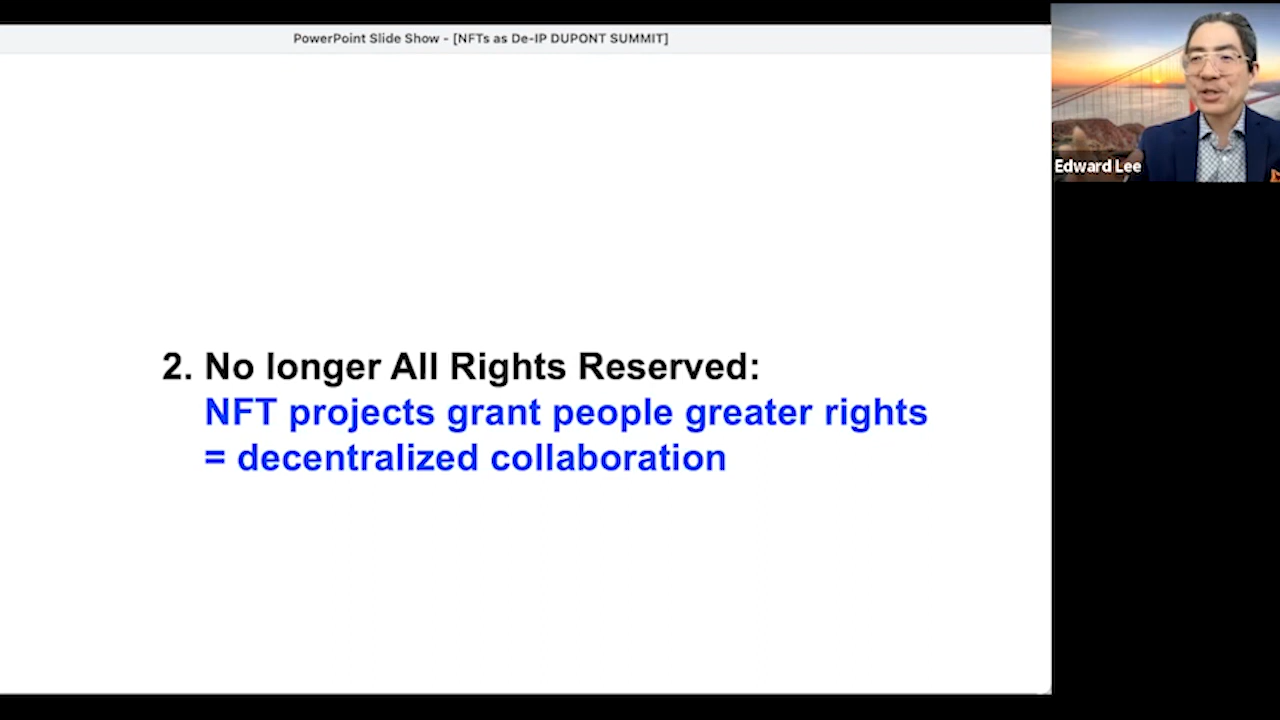 PowerPoint Slide Show - [NFTs as De-IP DUPONT SUMMIT]
Edward Lee
2. No longer All Rights Reserved:
NFT projects grant people greater rights
= decentralized collaboration